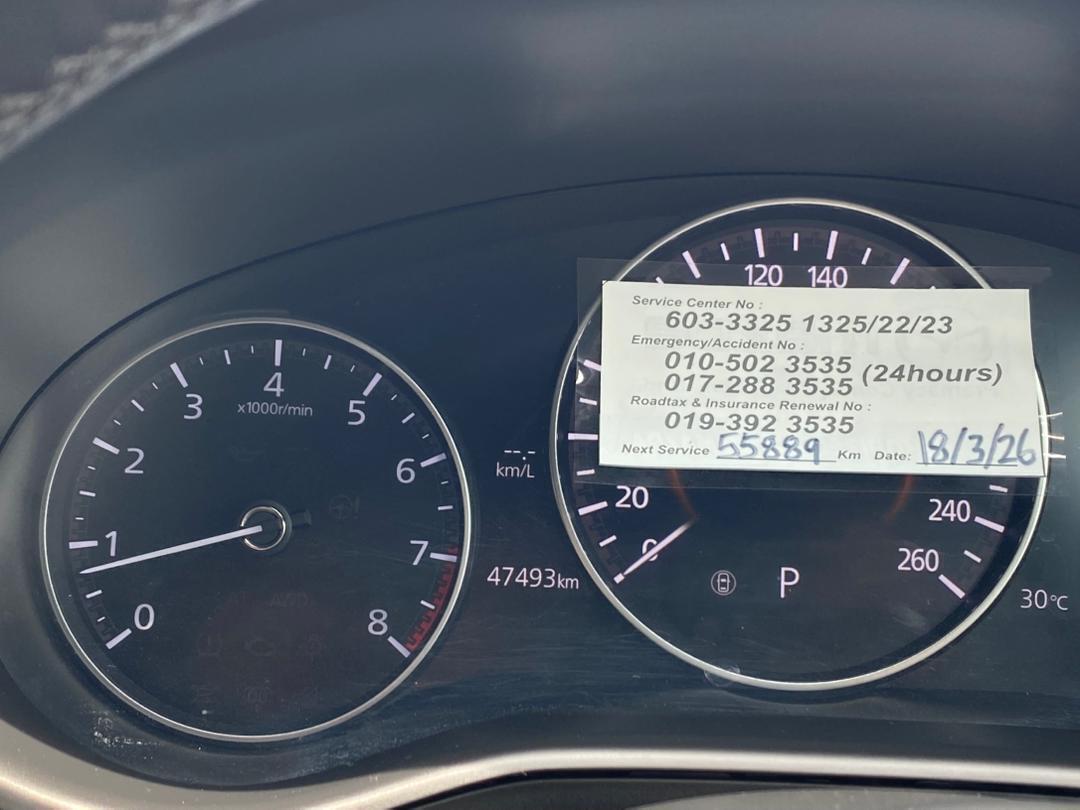 120 140
Service Center No :
603-3325 1325/22/23
Emergency/Accident No :
010-502 3535
017-288 3535 (24hours)
Roadtax & Insurance Renewal No :
019-392 3535
Next Service 55889 Km Date: 18/3/26
0
1
2
3
4
x1000r/min
5
6
7
8
--.-
km/L
47493km
0
20
240
260
P
30°C